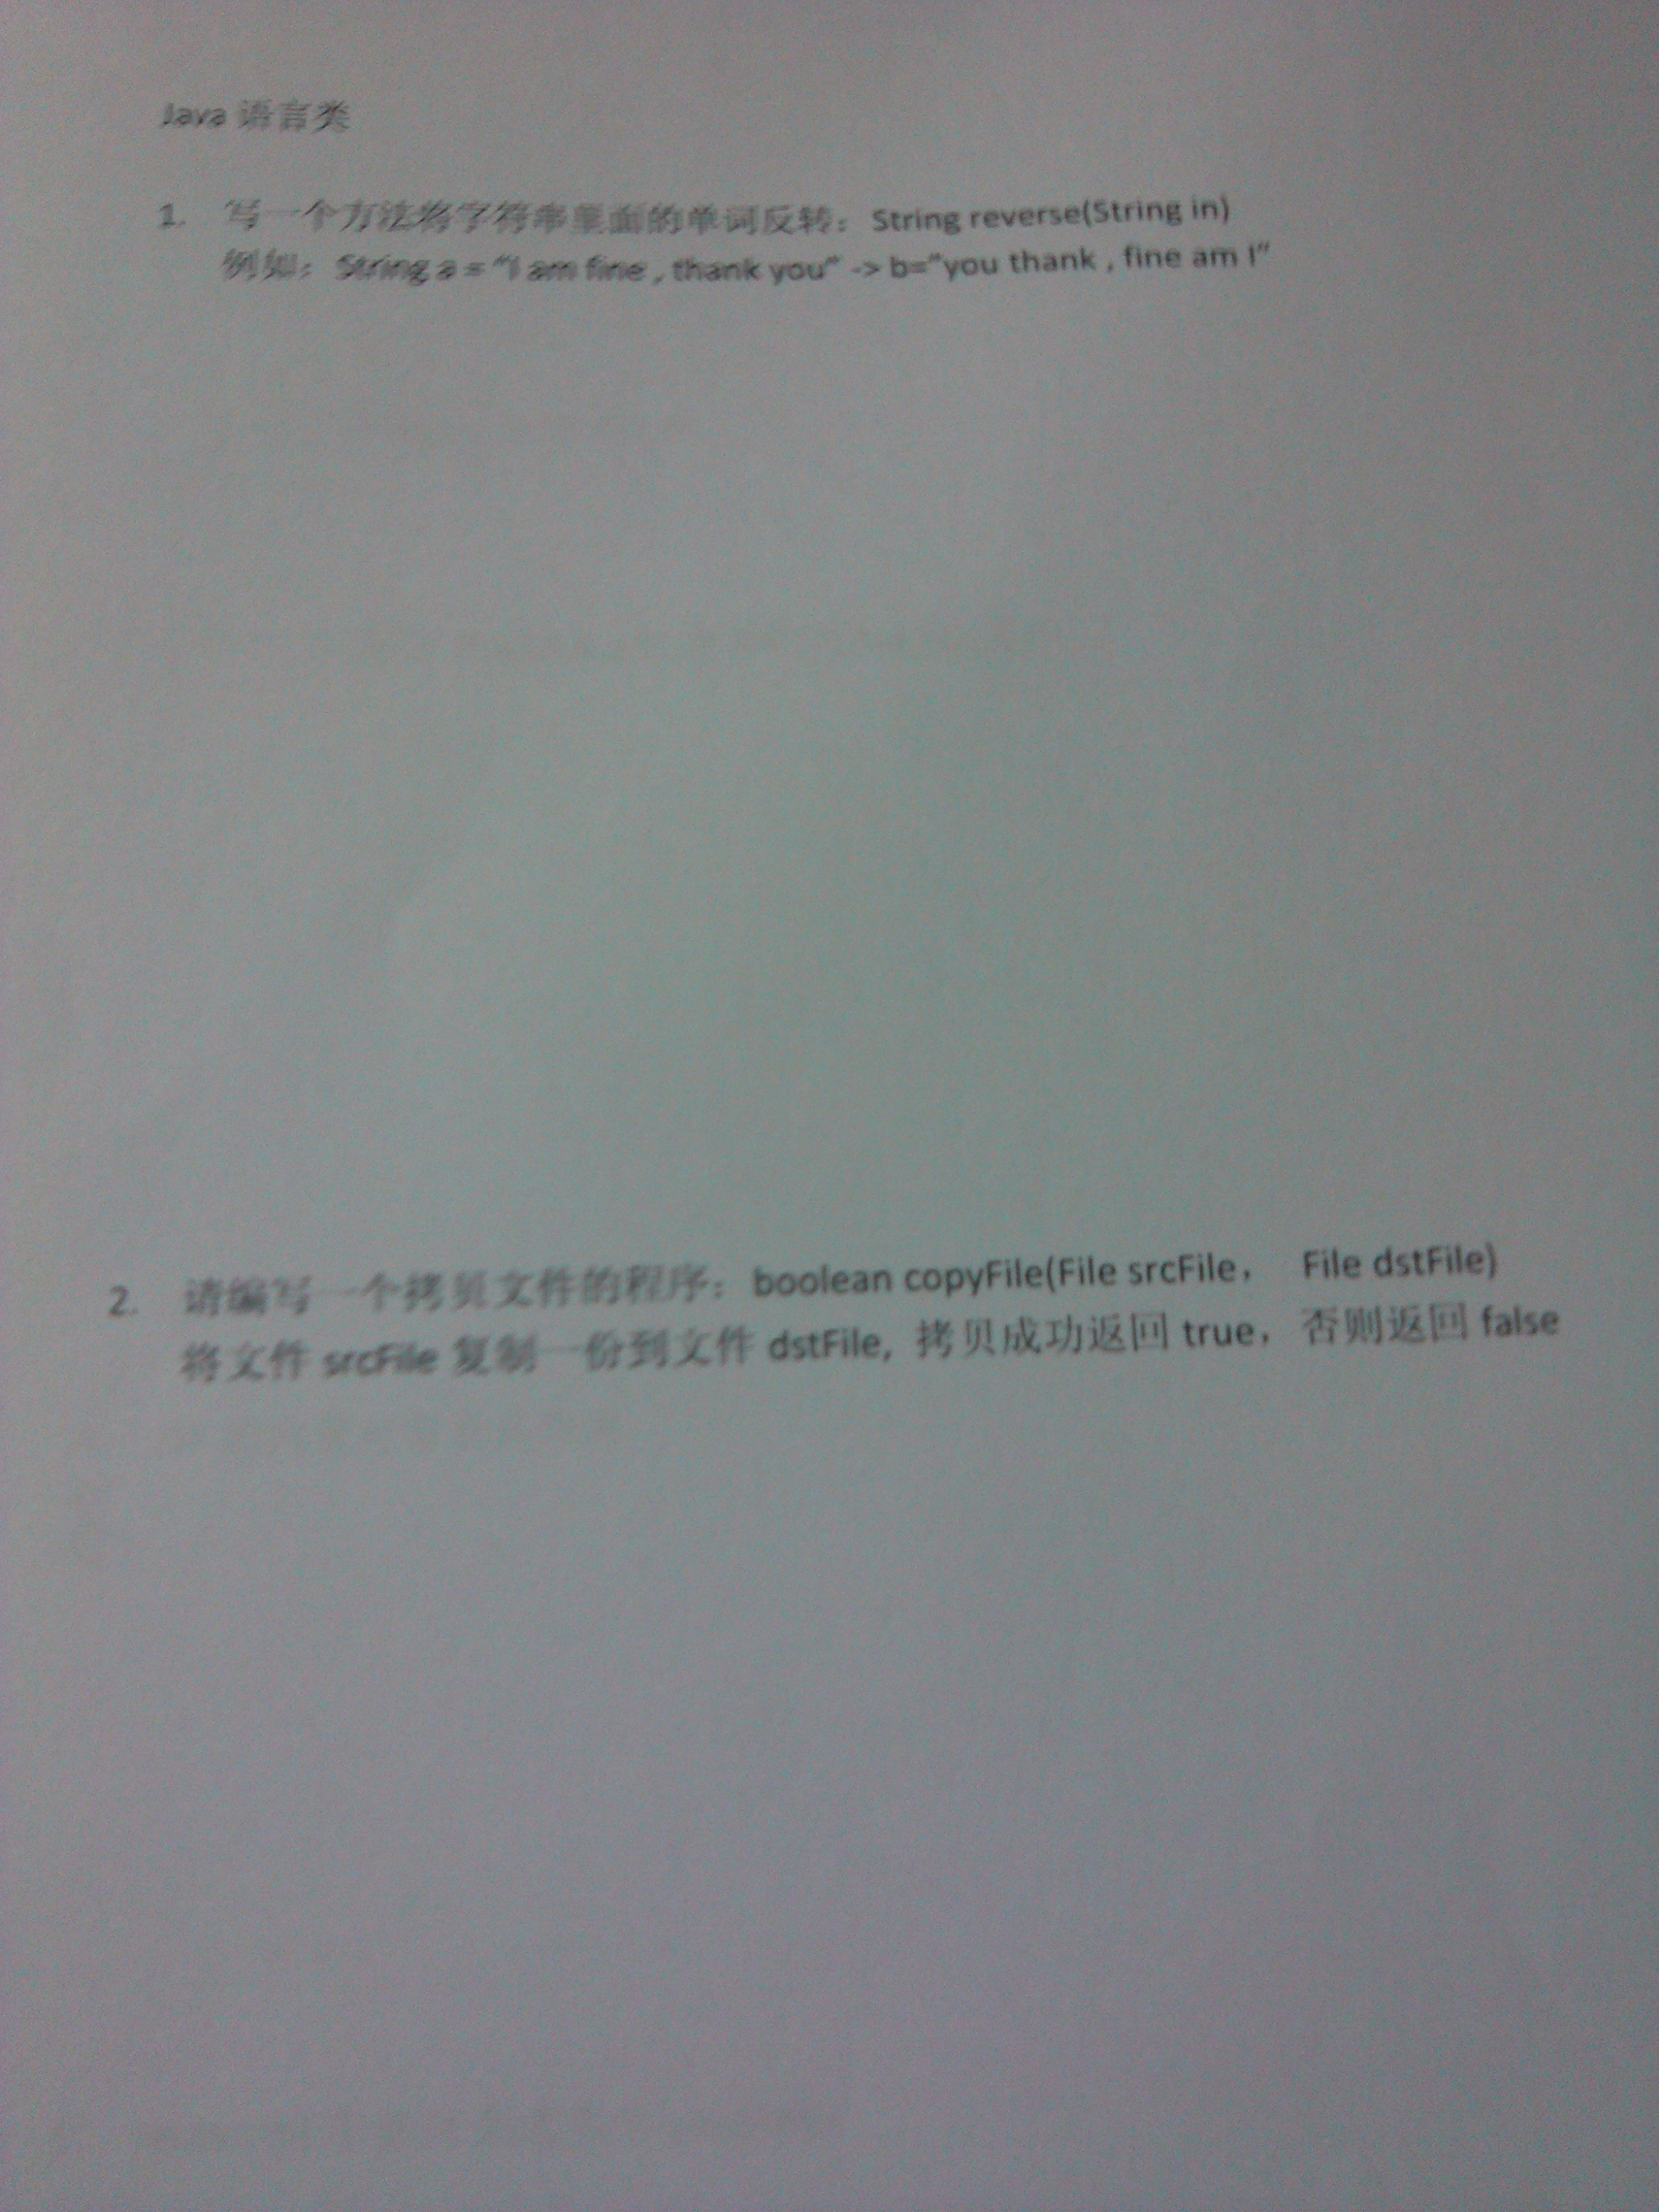 Java 语言类
1. 写一个方法将字符串里面的单词反转：String reverse(String in)
例如：String a = “I am fine , thank you” -> b=“you thank , fine am I”
2. 请编写一个拷贝文件的程序：boolean copyFile(File srcFile， File dstFile)
将文件 srcFile 复制一份到文件 dstFile, 拷贝成功返回 true，否则返回 false